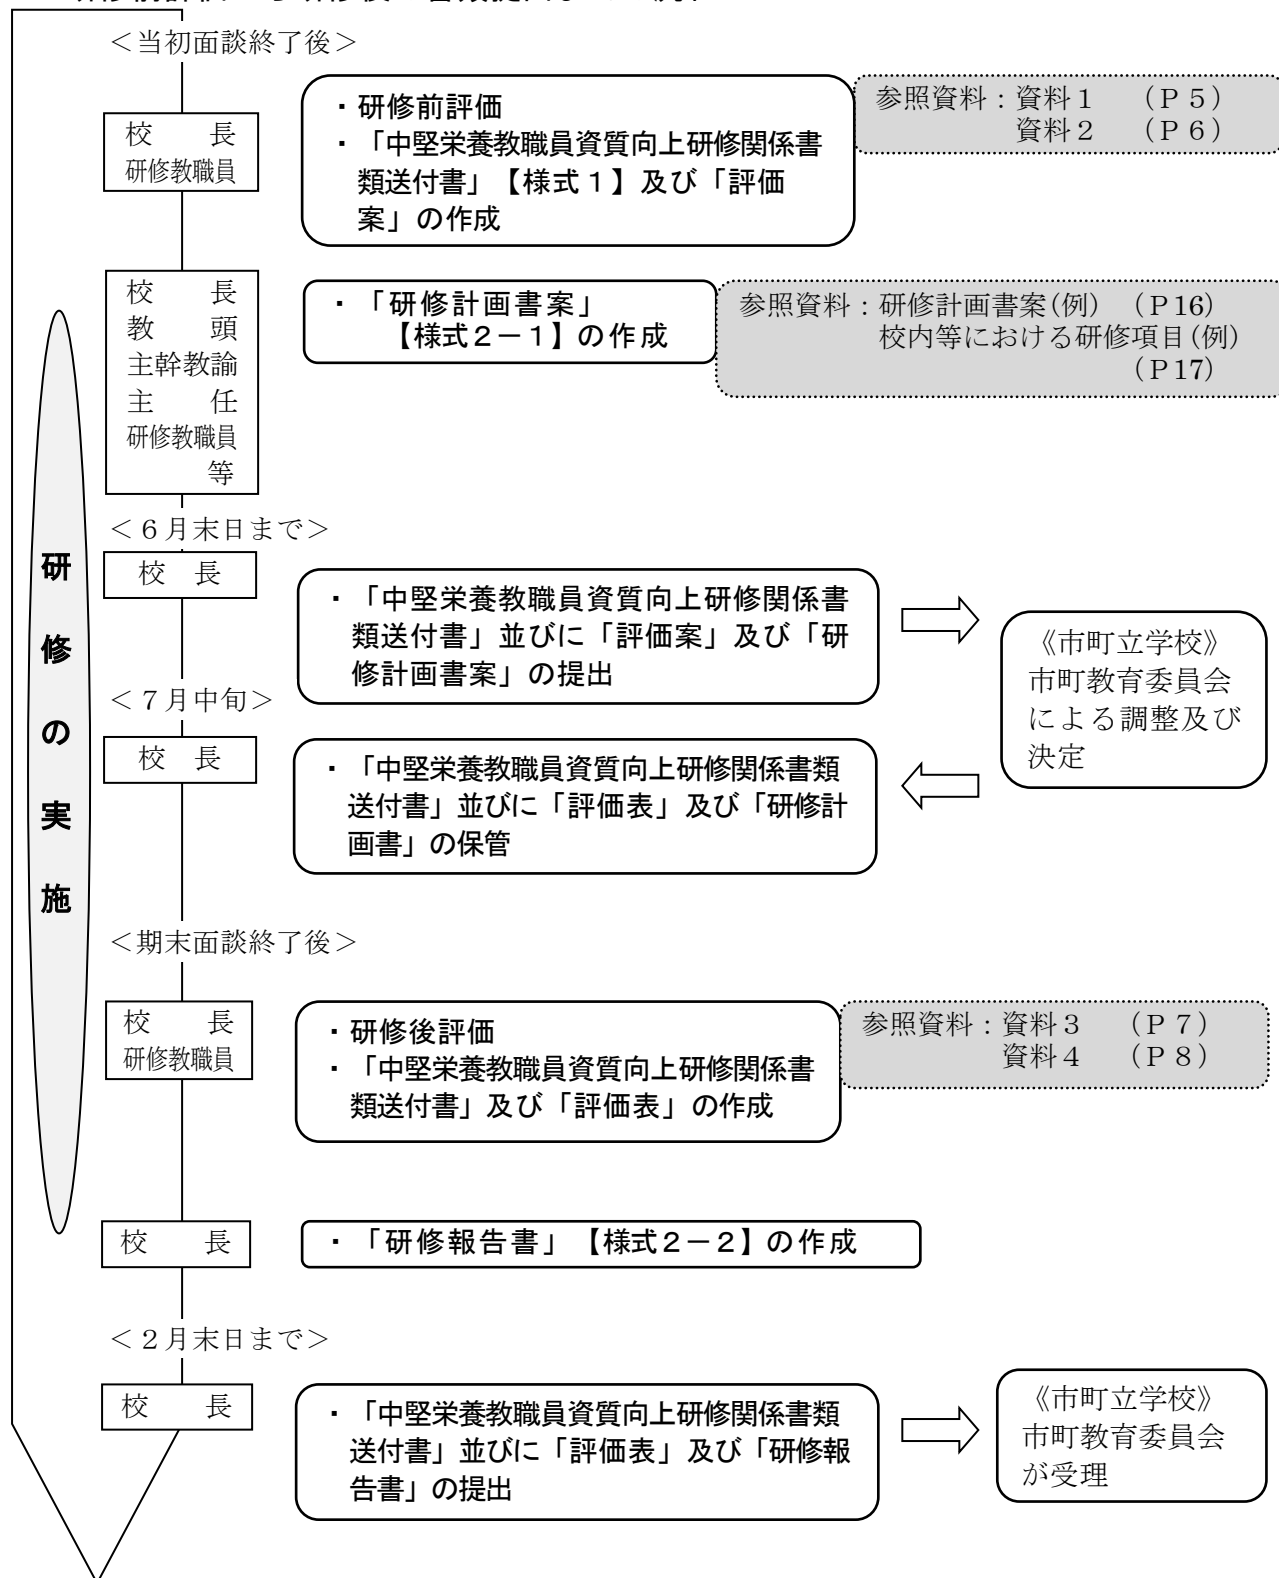 ＜当初面談終了後＞
校　　長
研修教職員
・研修前評価
・「中堅栄養教職員資質向上研修関係書
類送付書」【様式１】及び「評価
案」の作成
参照資料：資料１　（Ｐ５）
資料２　（Ｐ６）
校　　長
教　　頭
主幹教諭
主　　任
研修教職員
等
・「研修計画書案」
【様式２－１】の作成
参照資料：研修計画書案(例)　（Ｐ16）
校内等における研修項目(例)
（Ｐ17）
研修の実施
＜６月末日まで＞
校　長
・「中堅栄養教職員資質向上研修関係書
類送付書」並びに「評価案」及び「研
修計画書案」の提出
《市町立学校》
市町教育委員会
による調整及び
決定
＜７月中旬＞
校　長
・「中堅栄養教職員資質向上研修関係書類
送付書」並びに「評価表」及び「研修計
画書」の保管
＜期末面談終了後＞
校　　長
研修教職員
・研修後評価
・「中堅栄養教職員資質向上研修関係書
類送付書」及び「評価表」の作成
参照資料：資料３　（Ｐ７）
資料４　（Ｐ８）
校　　長
・「研修報告書」【様式２－２】の作成
＜２月末日まで＞
校　　長
・「中堅栄養教職員資質向上研修関係書類
送付書」並びに「評価表」及び「研修報
告書」の提出
《市町立学校》
市町教育委員会
が受理